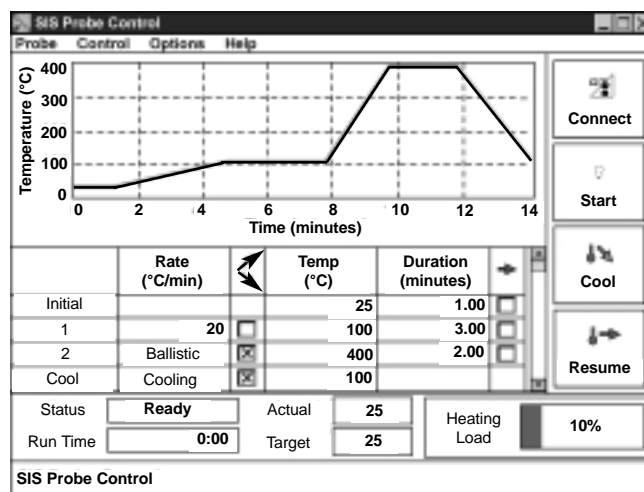 SIS Probe Control
Probe Control Options Help
Temperature (°C)
400
300
200
100
0
0 2 4 6 8 10 12 14
Time (minutes)
Connect
Start
Cool
Resume
Rate (°C/min) Temp (°C) Duration (minutes)
Initial 25 1.00
1 20 100 3.00
2 Ballistic 400 2.00
Cool Cooling 100
Status Ready Actual 25 Heating Load 10%
Run Time 0:00 Target 25
SIS Probe Control